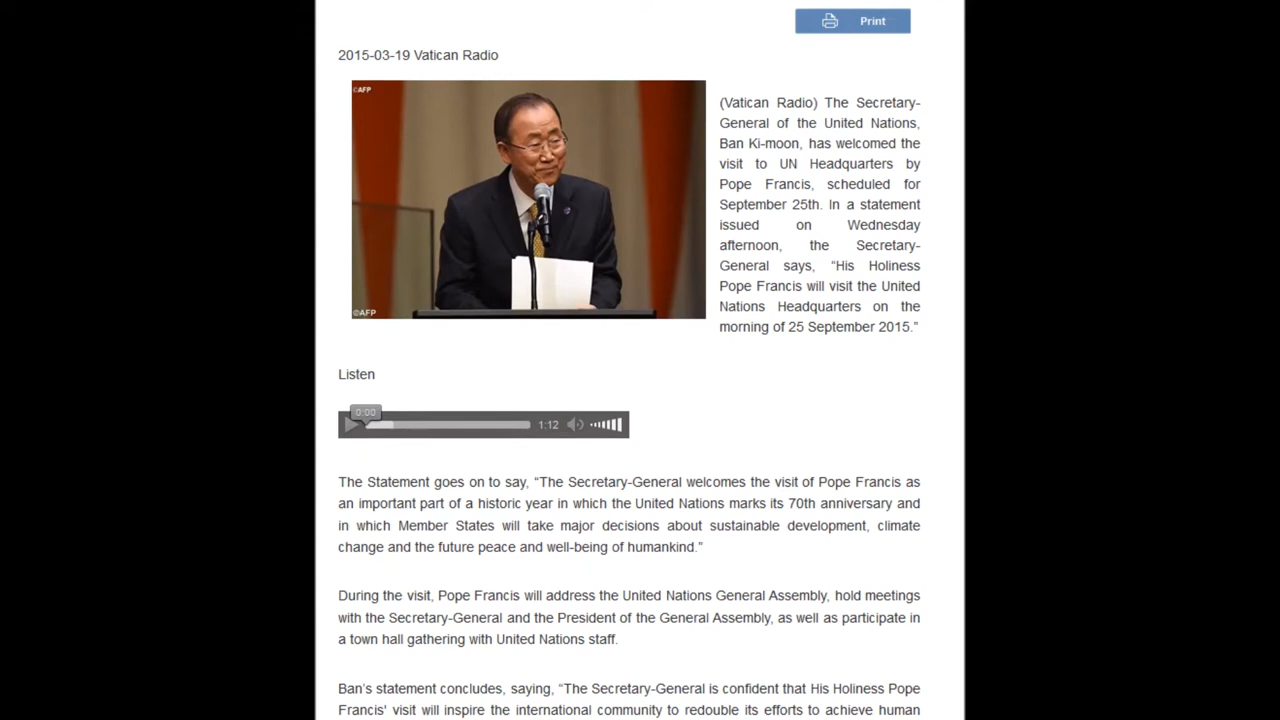 Print
2015-03-19 Vatican Radio
©AFP
©AFP
(Vatican Radio) The Secretary-
General of the United Nations,
Ban Ki-moon, has welcomed the
visit to UN Headquarters by
Pope Francis, scheduled for
September 25th. In a statement
issued on Wednesday
afternoon, the Secretary-
General says, “His Holiness
Pope Francis will visit the United
Nations Headquarters on the
morning of 25 September 2015.”
Listen
0:00
1:12
The Statement goes on to say, “The Secretary-General welcomes the visit of Pope Francis as
an important part of a historic year in which the United Nations marks its 70th anniversary and
in which Member States will take major decisions about sustainable development, climate
change and the future peace and well-being of humankind.”
During the visit, Pope Francis will address the United Nations General Assembly, hold meetings
with the Secretary-General and the President of the General Assembly, as well as participate in
a town hall gathering with United Nations staff.
Ban’s statement concludes, saying, “The Secretary-General is confident that His Holiness Pope
Francis' visit will inspire the international community to redouble its efforts to achieve human